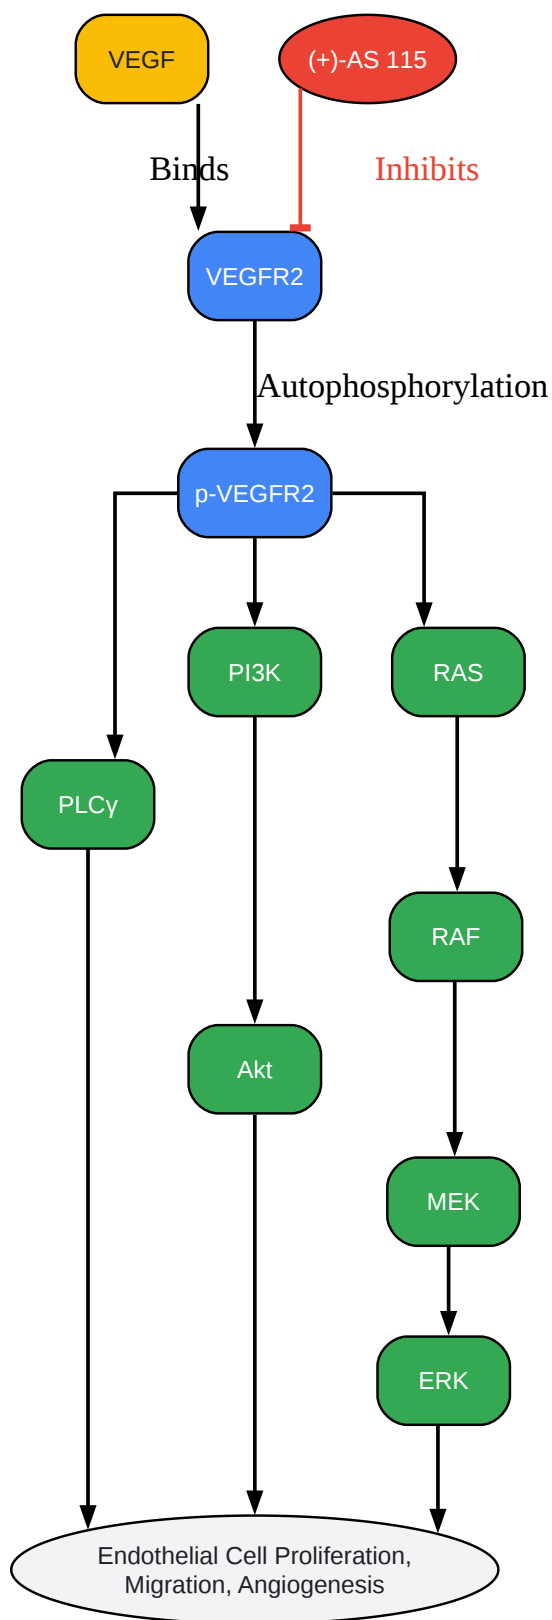 VEGF
(+)-AS 115
Binds
Inhibits
VEGFR2
Autophosphorylation
p-VEGFR2
PI3K
RAS
PLCγ
RAF
Akt
MEK
ERK
Endothelial Cell Proliferation,
Migration, Angiogenesis